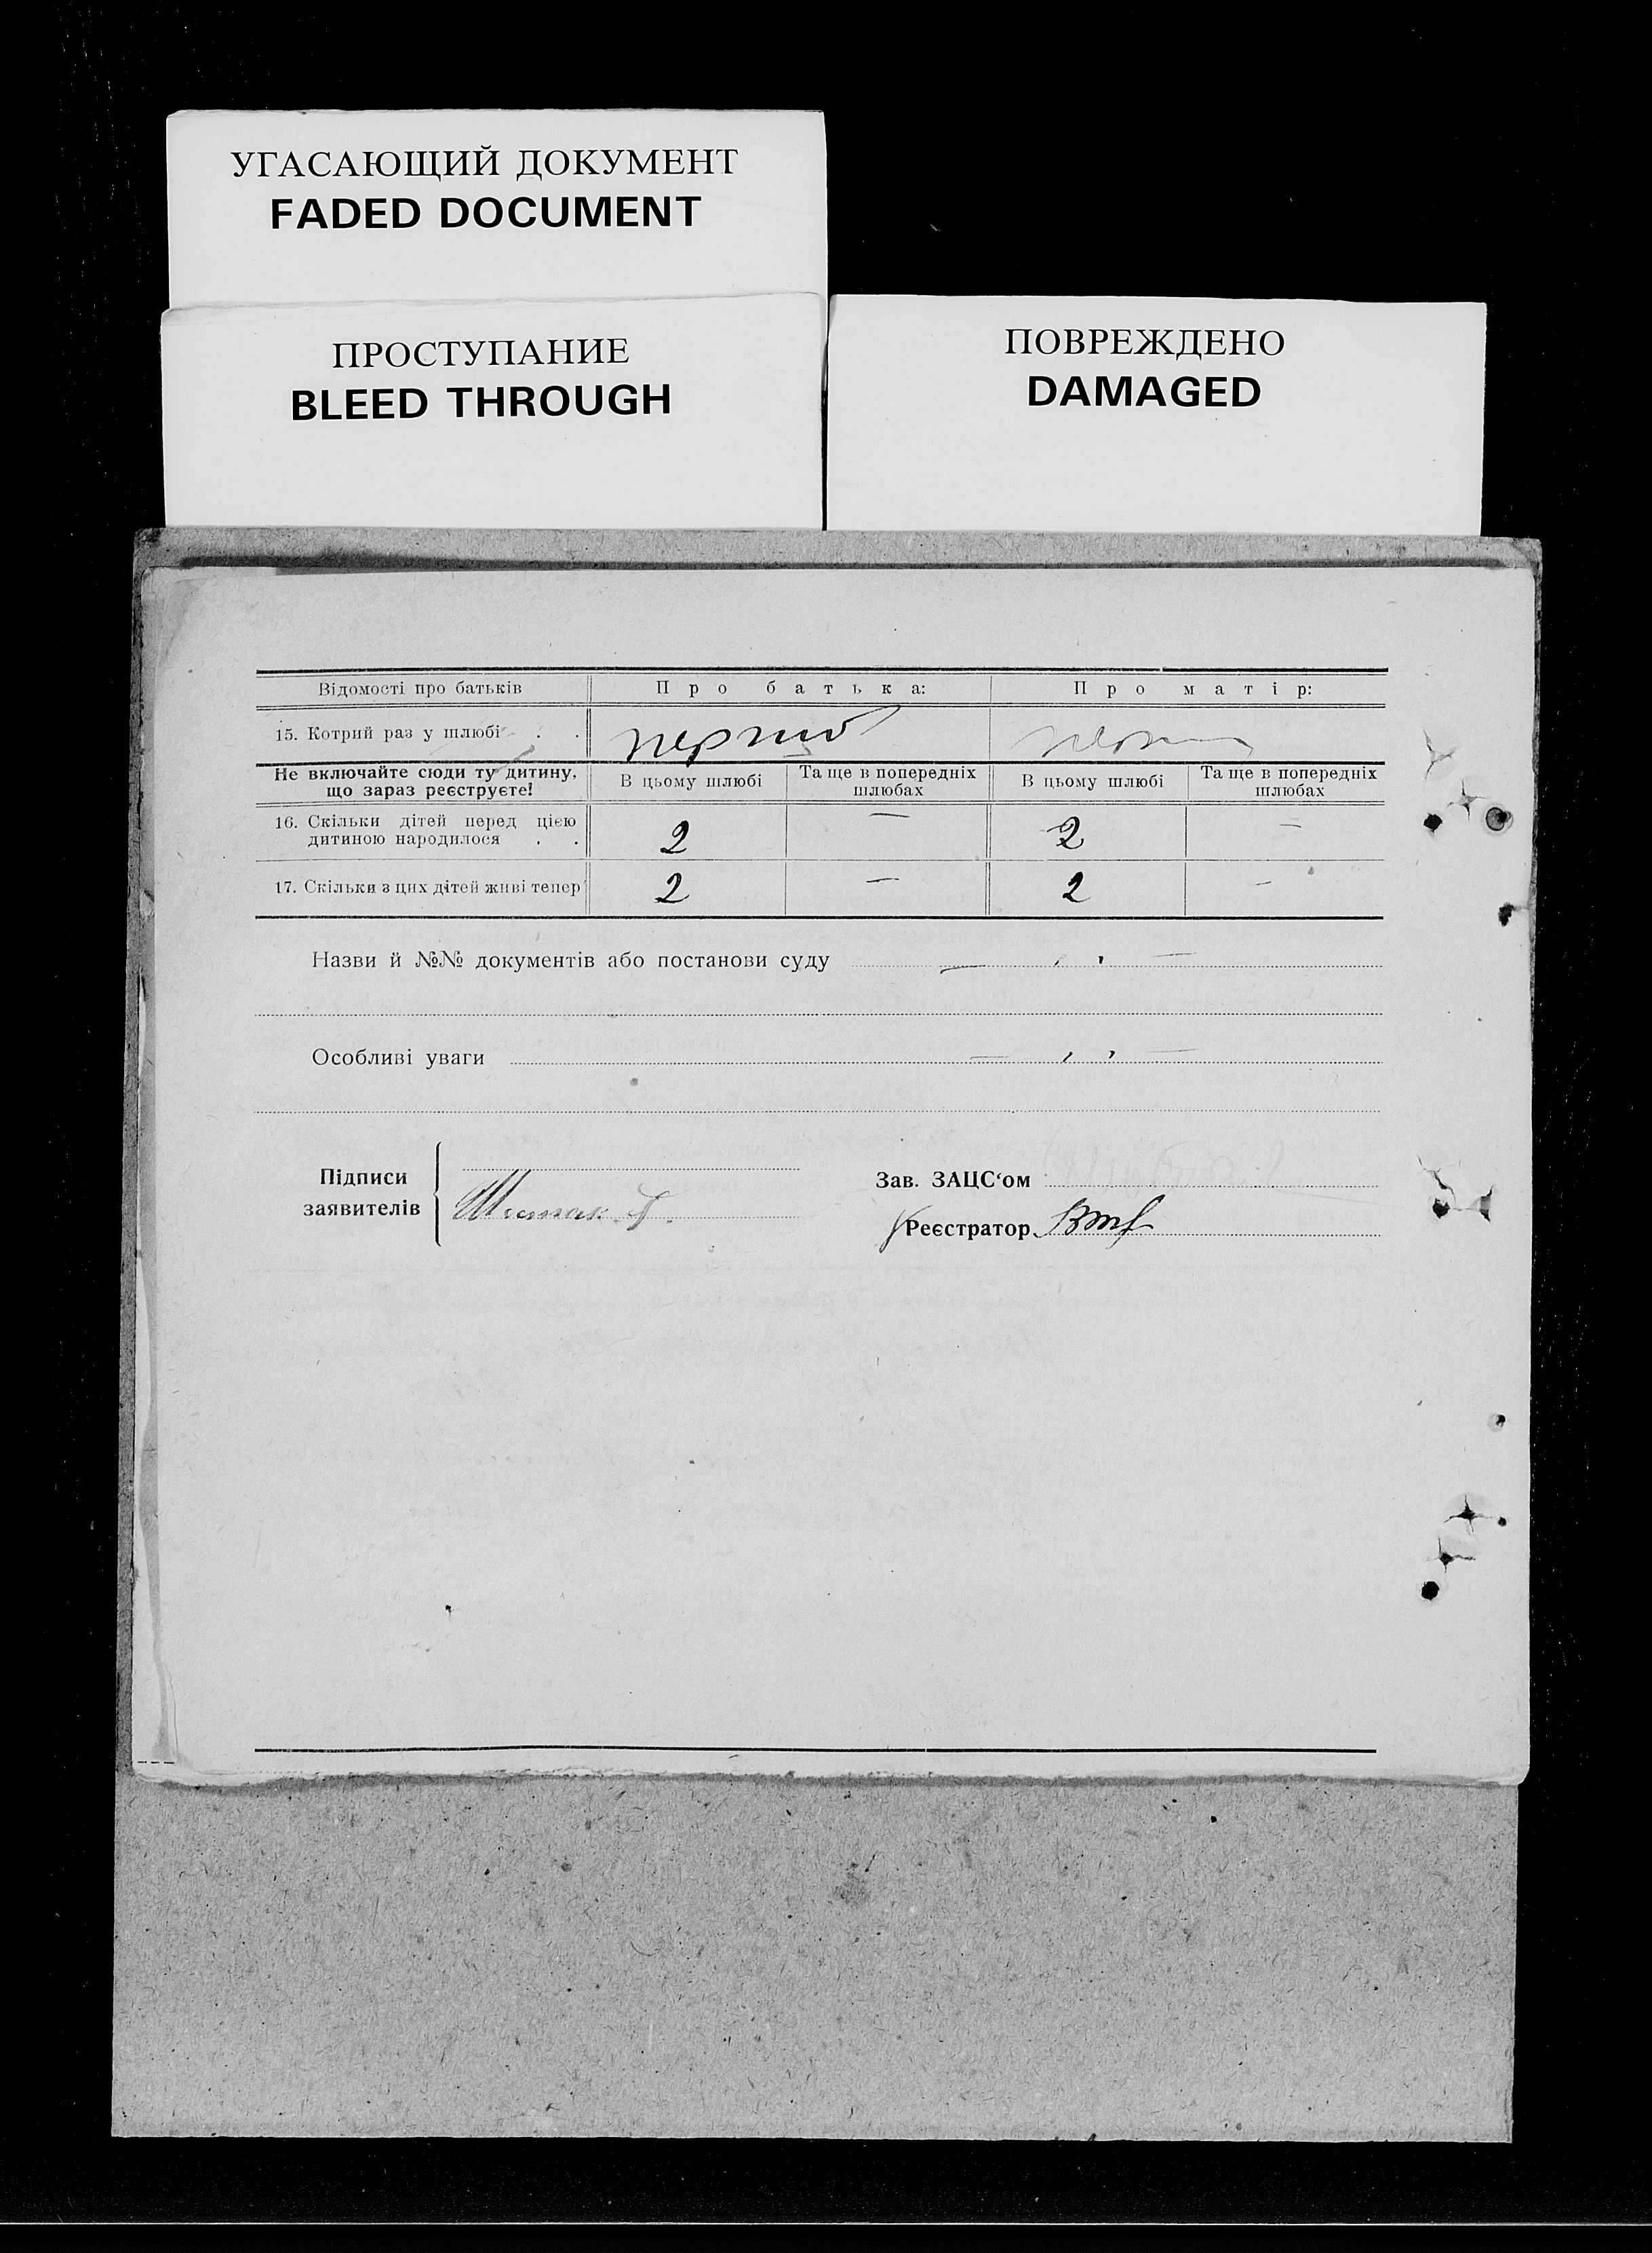 УГАСАЮЩИЙ ДОКУМЕНТ
FADED DOCUMENT
ПРОСТУПАНИЕ
BLEED THROUGH
ПОВРЕЖДЕНО
DAMAGED
Відомості про батьків Про батька: Про матір:
15. Котрий раз у шлюбі . .
Не включайте сюди ту дитину, що зараз реєструєте! В цьому шлюбі Та ще в попередніх шлюбах В цьому шлюбі Та ще в попередніх шлюбах
16. Скільки дітей перед цією
дитиною народилося . . 2 — 2 —
17. Скільки з цих дітей живі тепер 2 — 2 —
Назви й №№ документів або постанови суду — , , —
Особливі уваги — , , —
Підписи
заявителів
Зав. ЗАЦС‘ом
Реєстратор